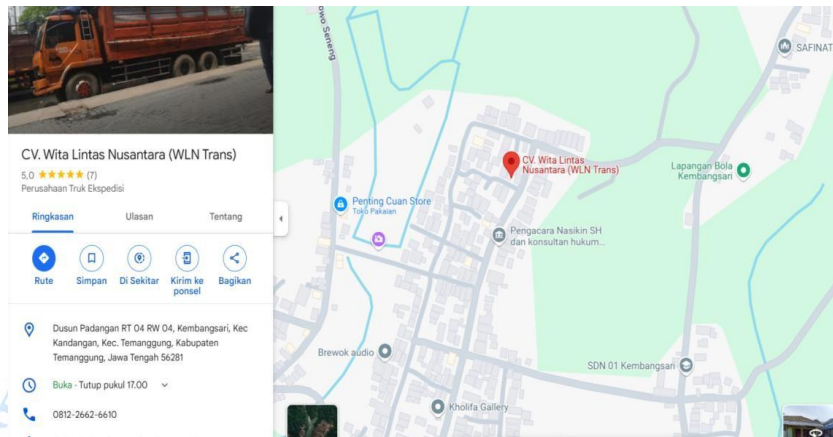 CV. Wita Lintas Nusantara (WLN Trans)
5,0 ★★★★★ (7)
Perusahaan Truk Ekspedisi
Ringkasan
Ulasan
Tentang
Rute
Simpan
Di Sekitar
Kirim ke
ponsel
Bagikan
Dusun Padangan RT 04 RW 04, Kembangsari, Kec
Kandangan, Kec. Temanggung, Kabupaten
Temanggung, Jawa Tengah 56281
Buka - Tutup pukul 17.00
0812-2662-6610
owo Seneng
SAFINAT
CV. Wita Lintas
Nusantara (WLN Trans)
Lapangan Bola
Kembangsari
Penting Cuan Store
Toko Pakaian
Pengacara Nasikin SH
dan konsultan hukum...
Brewok audio
SDN 01 Kembangsari
Kholifa Gallery